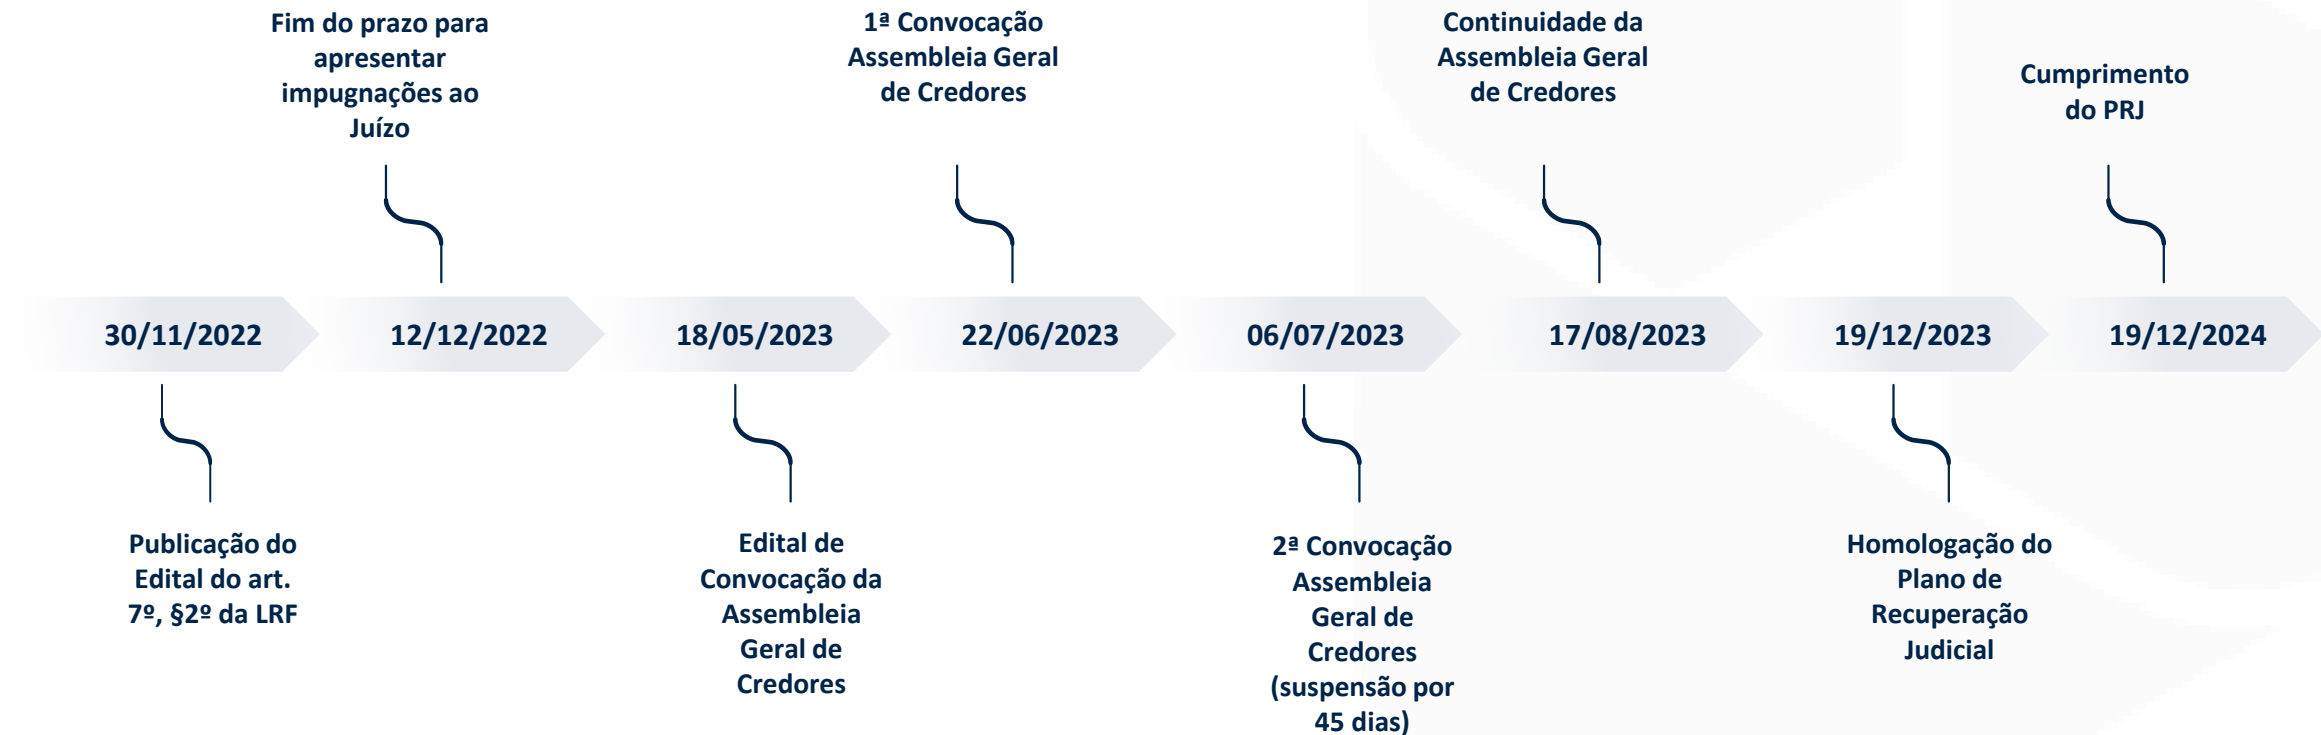 Fim do prazo para
apresentar
impugnações ao
Juízo
1ª Convocação
Assembleia Geral
de Credores
Continuidade da
Assembleia Geral
de Credores
Cumprimento
do PRJ
30/11/2022
12/12/2022
18/05/2023
22/06/2023
06/07/2023
17/08/2023
19/12/2023
19/12/2024
Publicação do
Edital do art.
7º, §2º da LRF
Edital de
Convocação da
Assembleia
Geral de
Credores
2ª Convocação
Assembleia
Geral de
Credores
(suspensão por
45 dias)
Homologação do
Plano de
Recuperação
Judicial